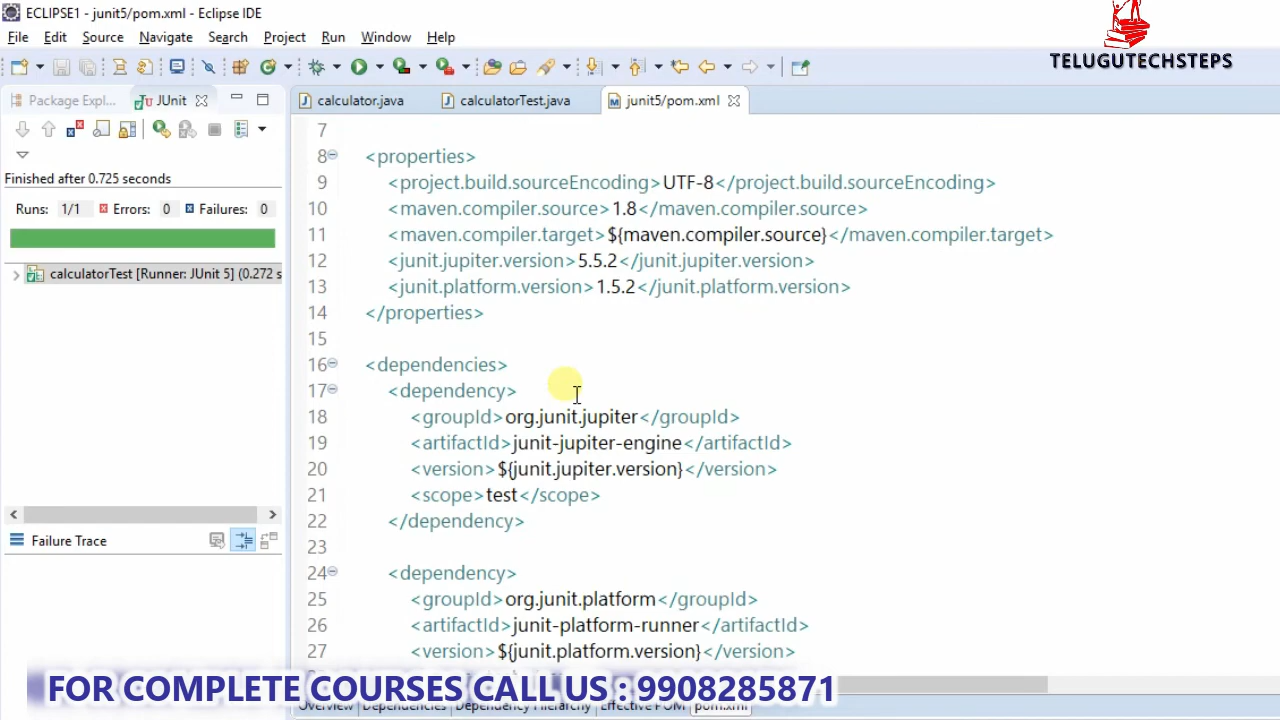 ECLIPSE1 - junit5/pom.xml - Eclipse IDE
File Edit Source Navigate Search Project Run Window Help
TELUGUTECHSTEPS
Package Expl... JUnit
calculator.java calculatorTest.java junit5/pom.xml
Finished after 0.725 seconds
Runs: 1/1 Errors: 0 Failures: 0
calculatorTest [Runner: JUnit 5] (0.272 s
Failure Trace
7
8 <properties>
9 <project.build.sourceEncoding>UTF-8</project.build.sourceEncoding>
10 <maven.compiler.source>1.8</maven.compiler.source>
11 <maven.compiler.target>${maven.compiler.source}</maven.compiler.target>
12 <junit.jupiter.version>5.5.2</junit.jupiter.version>
13 <junit.platform.version>1.5.2</junit.platform.version>
14 </properties>
15
16 <dependencies>
17 <dependency>
18 <groupId>org.junit.jupiter</groupId>
19 <artifactId>junit-jupiter-engine</artifactId>
20 <version>${junit.jupiter.version}</version>
21 <scope>test</scope>
22 </dependency>
23
24 <dependency>
25 <groupId>org.junit.platform</groupId>
26 <artifactId>junit-platform-runner</artifactId>
27 <version>${junit.platform.version}</version>
FOR COMPLETE COURSES CALL US : 9908285871
Overview Dependencies Dependency Hierarchy Effective POM pom.xml